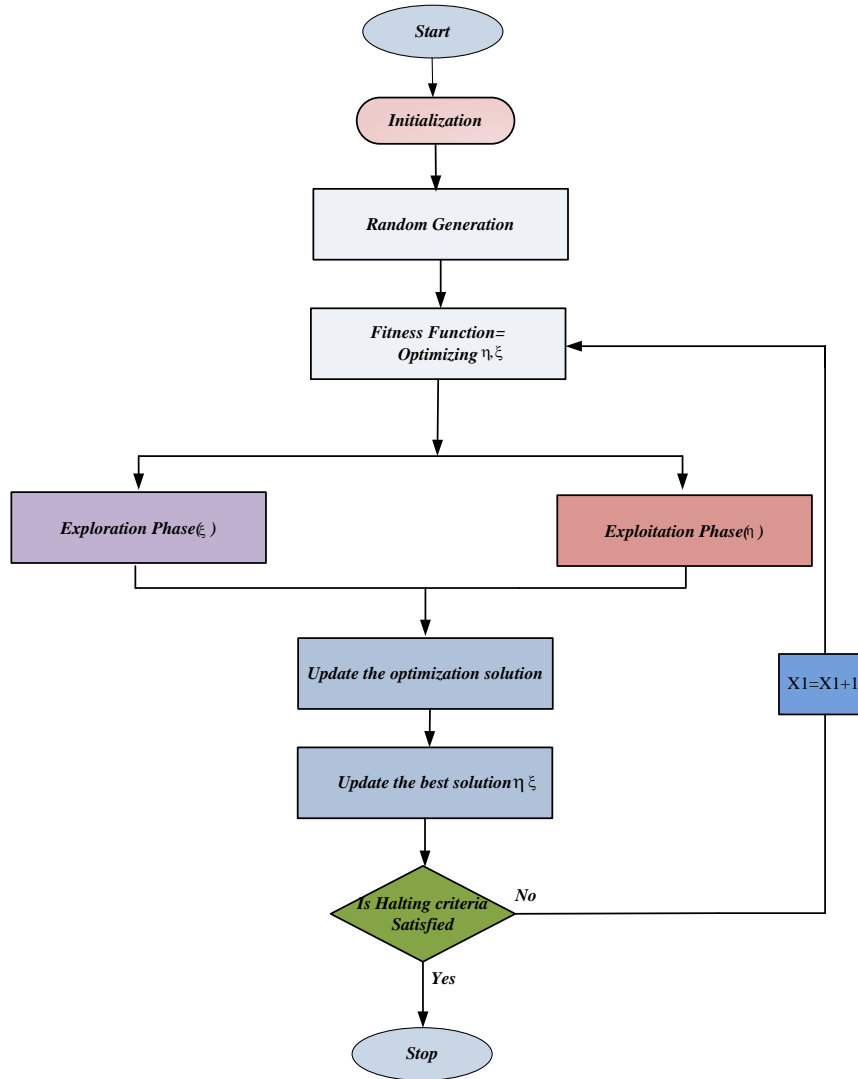 Start
Initialization
Random Generation
Fitness Function=
Optimizing η,ξ
Exploration Phase(ξ )
Exploitation Phase(η )
Update the optimization solution
X1=X1+1
Update the best solution η ξ
Is Halting criteria
Satisfied
No
Yes
Stop